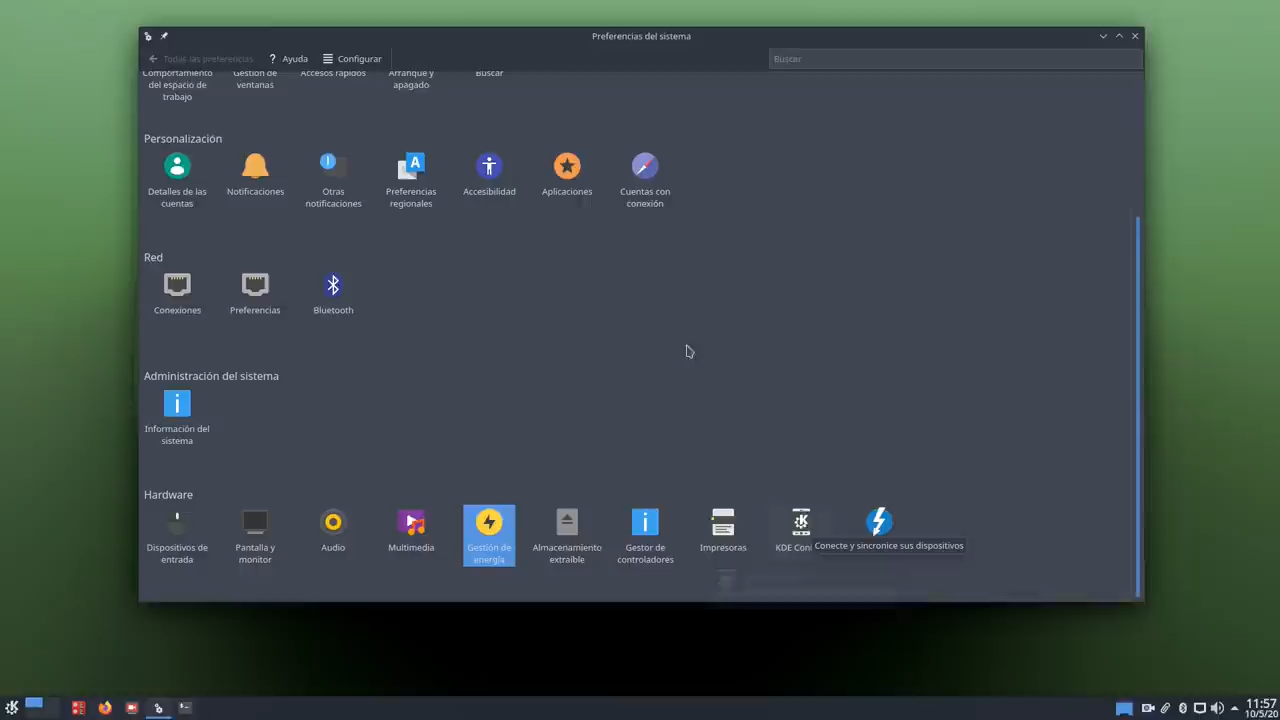 Preferencias del sistema
Todas las preferencias
? Ayuda
Configurar
Buscar
Comportamiento
del espacio de
trabajo
Gestión de
ventanas
Accesos rápidos
Arranque y
apagado
Buscar
Personalización
Detalles de las
cuentas
Notificaciones
Otras
notificaciones
Preferencias
regionales
Accesibilidad
Aplicaciones
Cuentas con
conexión
Red
Conexiones
Preferencias
Bluetooth
Administración del sistema
Información del
sistema
Hardware
Dispositivos de
entrada
Pantalla y
monitor
Audio
Multimedia
Gestión de
energía
Almacenamiento
extraíble
Gestor de
controladores
Impresoras
KDE Con
Conecte y sincronice sus dispositivos
11:57
10/5/20